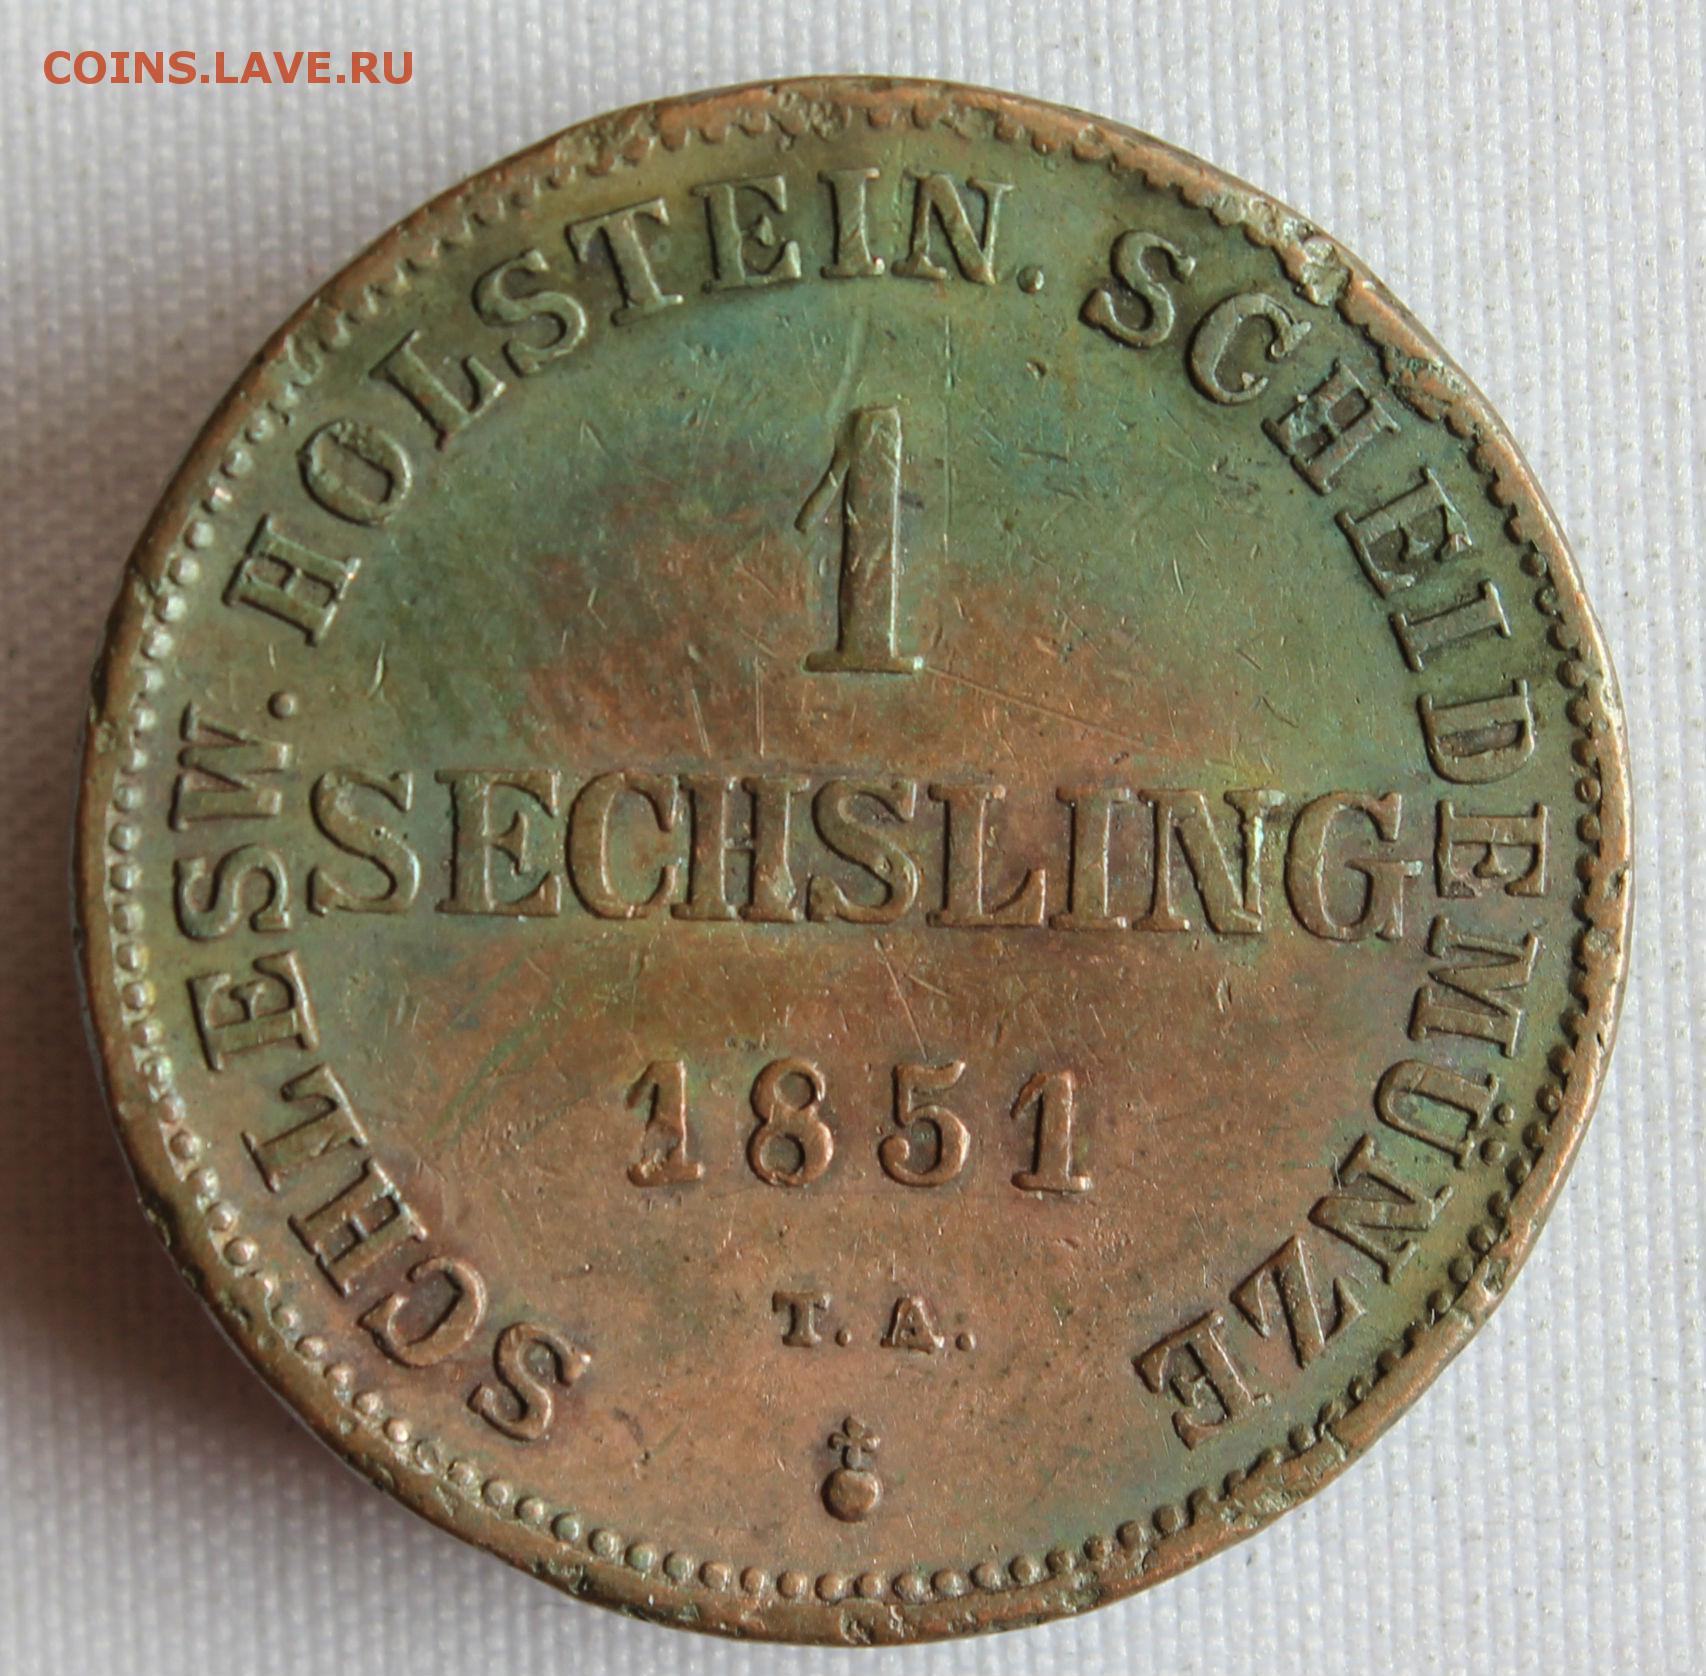 COINS.LAVE.RU
SCHLESW. HOLSTEIN. SCHEIDEMÜNZE
1
SECHSLING
1851
T. A.